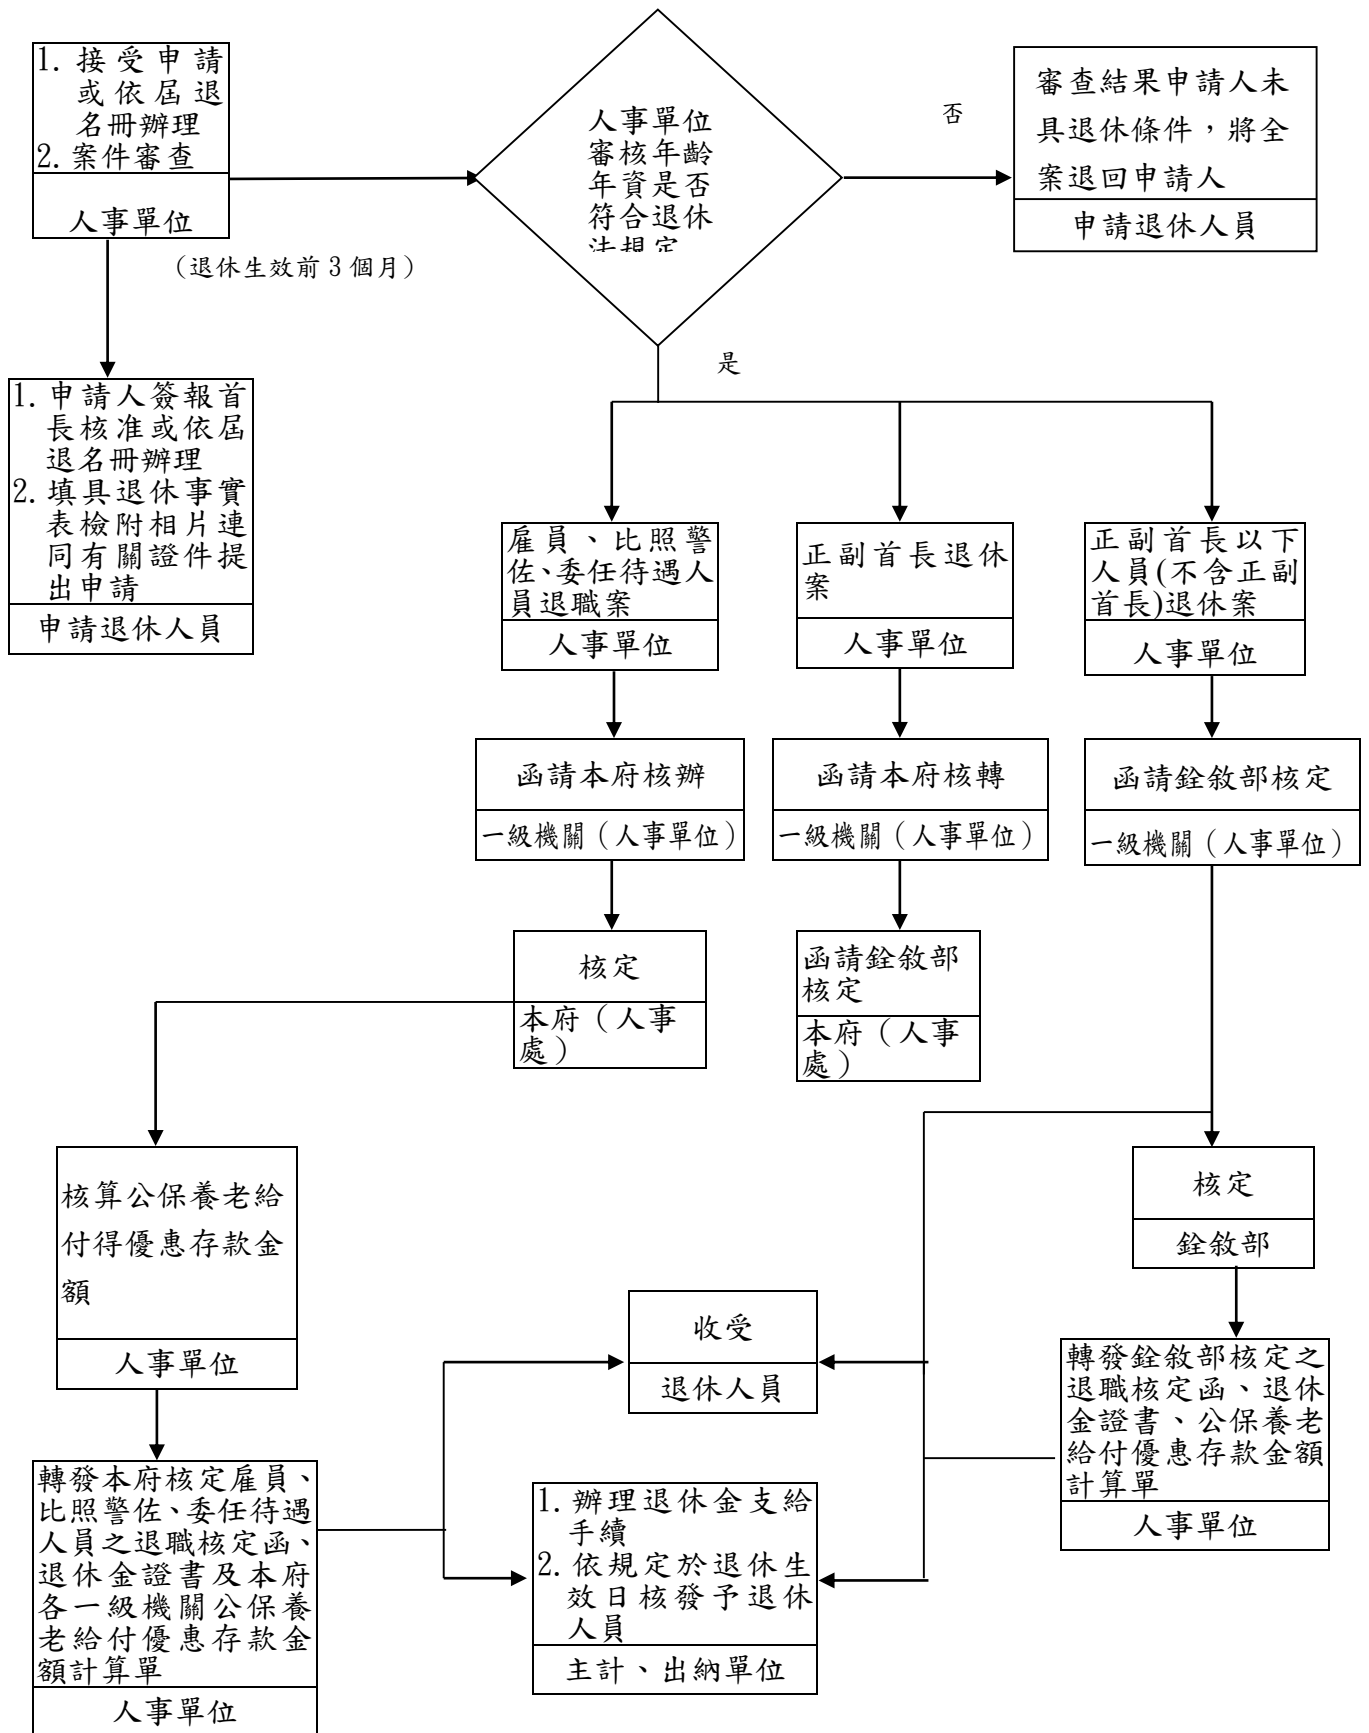 1. 接受申請
或依屆退
名冊辦理
2. 案件審查
人事單位
人事單位
審核年齡
年資是否
符合退休
法規定
否
審查結果申請人未
具退休條件，將全
案退回申請人
申請退休人員
（退休生效前 3 個月）
是
1. 申請人簽報首
長核准或依屆
退名冊辦理
2. 填具退休事實
表檢附相片連
同有關證件提
出申請
申請退休人員
雇員、比照警
佐、委任待遇人
員退職案
人事單位
正副首長退休
案
人事單位
正副首長以下
人員(不含正副
首長)退休案
人事單位
函請本府核辦
一級機關（人事單位）
函請本府核轉
一級機關（人事單位）
函請銓敘部核定
一級機關（人事單位）
核定
本府（人事
處）
函請銓敘部
核定
本府（人事
處）
核算公保養老給
付得優惠存款金
額
人事單位
核定
銓敘部
收受
退休人員
轉發銓敘部核定之
退職核定函、退休
金證書、公保養老
給付優惠存款金額
計算單
人事單位
轉發本府核定雇員、
比照警佐、委任待遇
人員之退職核定函、
退休金證書及本府
各一級機關公保養
老給付優惠存款金
額計算單
人事單位
1. 辦理退休金支給
手續
2. 依規定於退休生
效日核發予退休
人員
主計、出納單位